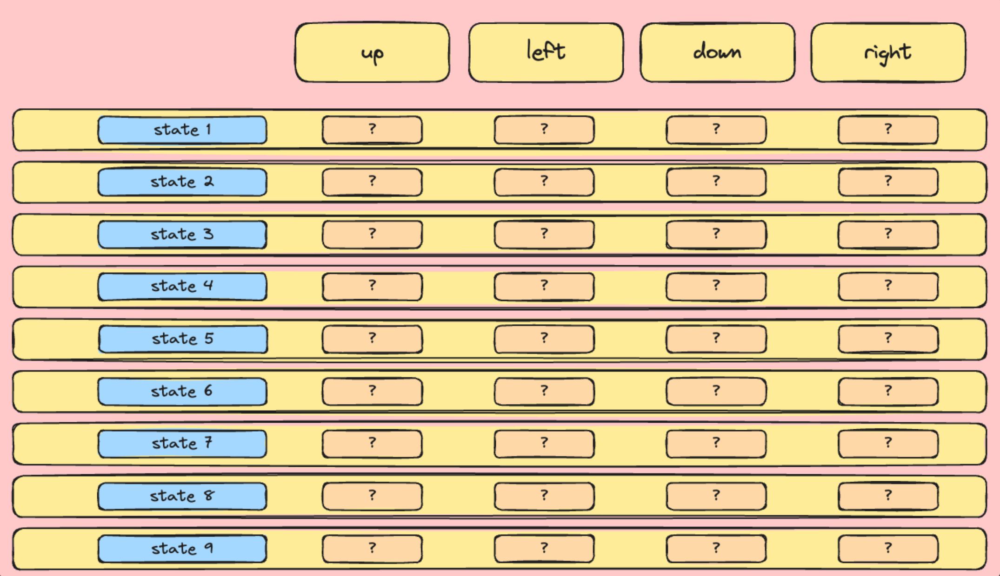 up left down right
state 1 ? ? ? ?
state 2 ? ? ? ?
state 3 ? ? ? ?
state 4 ? ? ? ?
state 5 ? ? ? ?
state 6 ? ? ? ?
state 7 ? ? ? ?
state 8 ? ? ? ?
state 9 ? ? ? ?